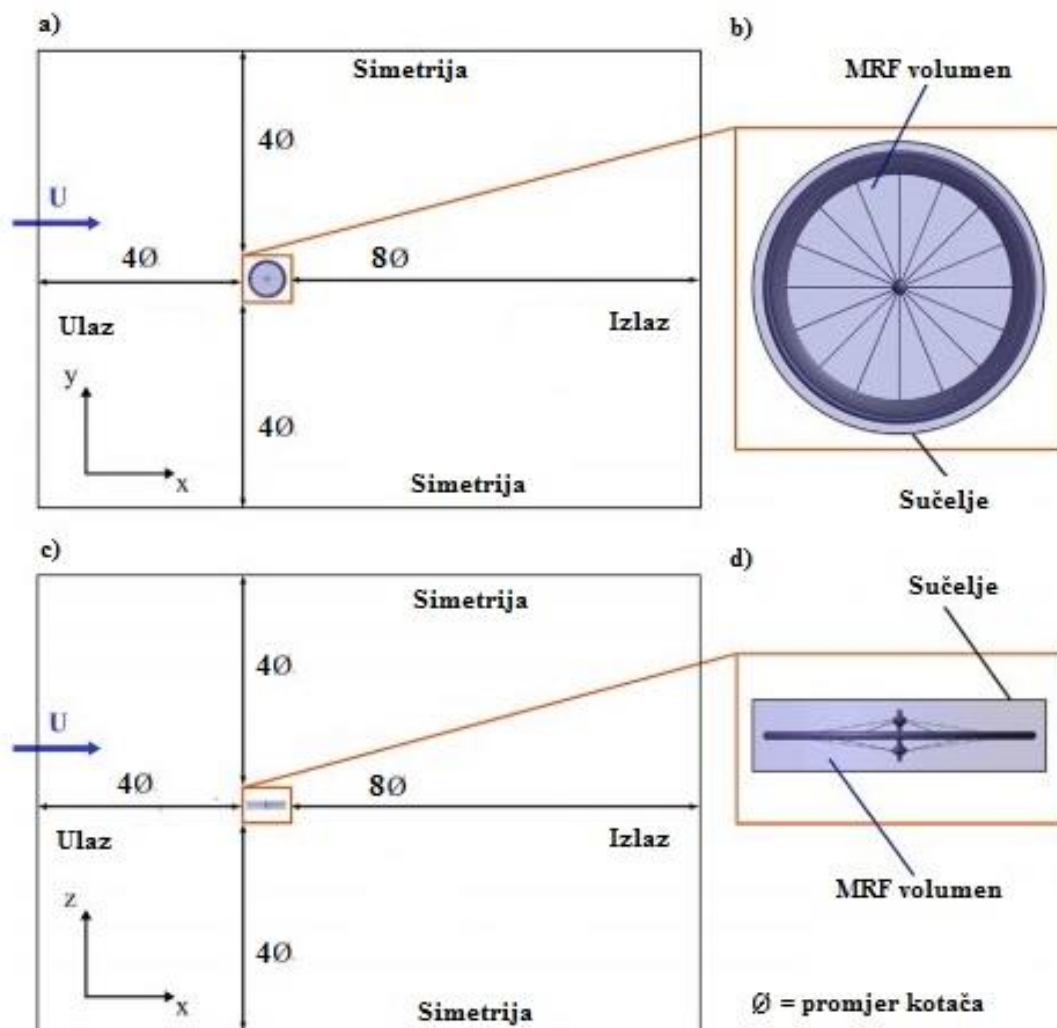 a)
b)
Simetrija
MRF volumen
4Ø
U
4Ø
8Ø
Ulaz
Izlaz
y
4Ø
x
Simetrija
Sučelje
c)
d)
Simetrija
Sučelje
4Ø
U
4Ø
8Ø
Ulaz
Izlaz
MRF volumen
z
4Ø
x
Simetrija
Ø = promjer kotača